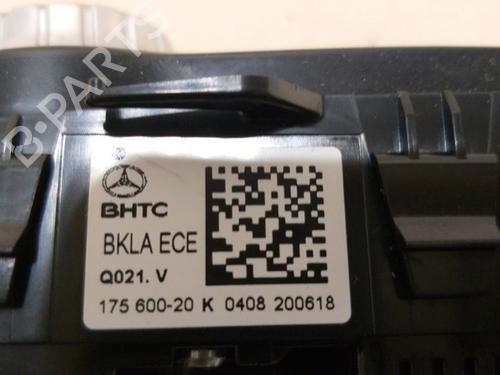 B-PARTS
BHTC
BKLA ECE
Q021. V
175 600-20 K 0408 200618